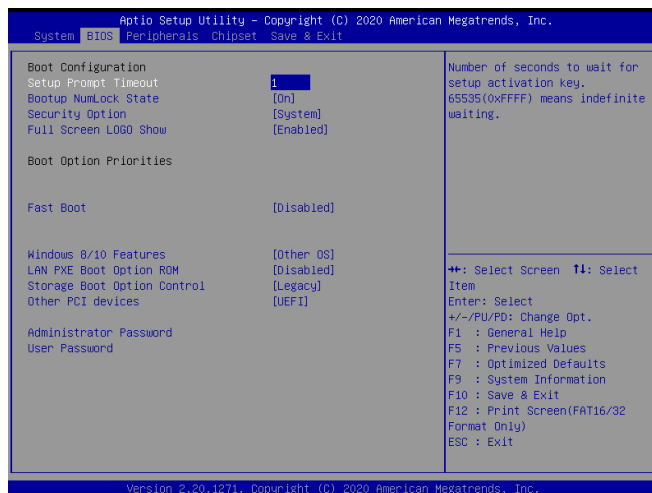 Aptio Setup Utility – Copyright (C) 2020 American Megatrends, Inc.
System BIOS Peripherals Chipset Save & Exit
Boot Configuration
Setup Prompt Timeout 1
Bootup NumLock State [On]
Security Option [System]
Full Screen LOGO Show [Enabled]
Boot Option Priorities
Fast Boot [Disabled]
Windows 8/10 Features [Other OS]
LAN PXE Boot Option ROM [Disabled]
Storage Boot Option Control [Legacy]
Other PCI devices [UEFI]
Administrator Password
User Password
Number of seconds to wait for
setup activation key.
65535(0xFFFF) means indefinite
waiting.
→←: Select Screen ↑↓: Select
Item
Enter: Select
+/-/PU/PD: Change Opt.
F1 : General Help
F5 : Previous Values
F7 : Optimized Defaults
F9 : System Information
F10 : Save & Exit
F12 : Print Screen(FAT16/32
Format Only)
ESC : Exit
Version 2.20.1271. Copyright (C) 2020 American Megatrends, Inc.